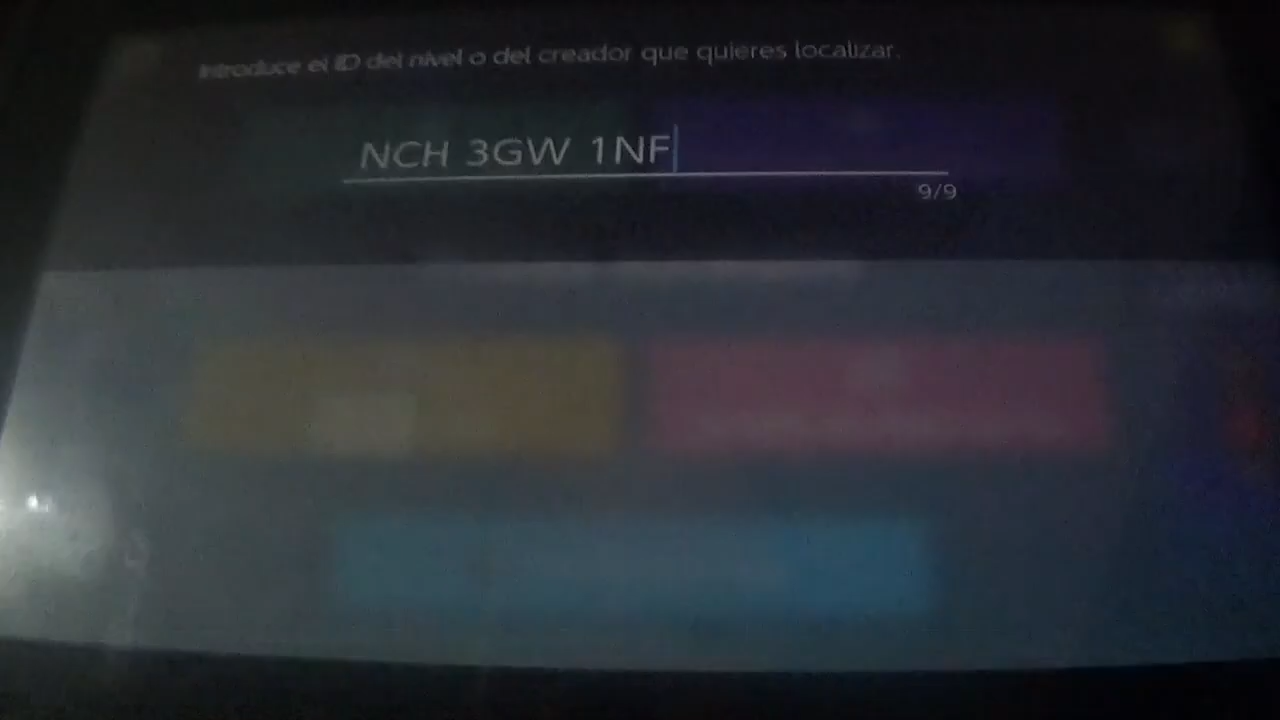 Introduce el ID del nivel o del creador que quieres localizar.
NCH 3GW 1NF
9/9